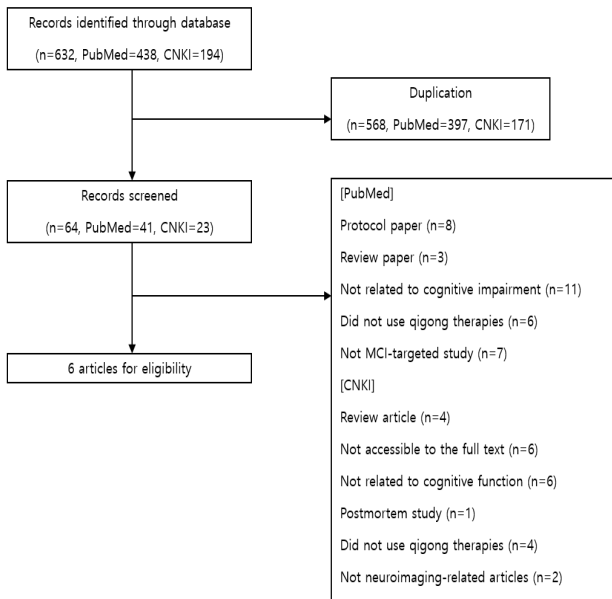 Records identified through database
(n=632, PubMed=438, CNKI=194)
Duplication
(n=568, PubMed=397, CNKI=171)
Records screened
(n=64, PubMed=41, CNKI=23)
[PubMed]
Protocol paper (n=8)
Review paper (n=3)
Not related to cognitive impairment (n=11)
Did not use qigong therapies (n=6)
Not MCI-targeted study (n=7)
[CNKI]
Review article (n=4)
Not accessible to the full text (n=6)
Not related to cognitive function (n=6)
Postmortem study (n=1)
Did not use qigong therapies (n=4)
Not neuroimaging-related articles (n=2)
6 articles for eligibility